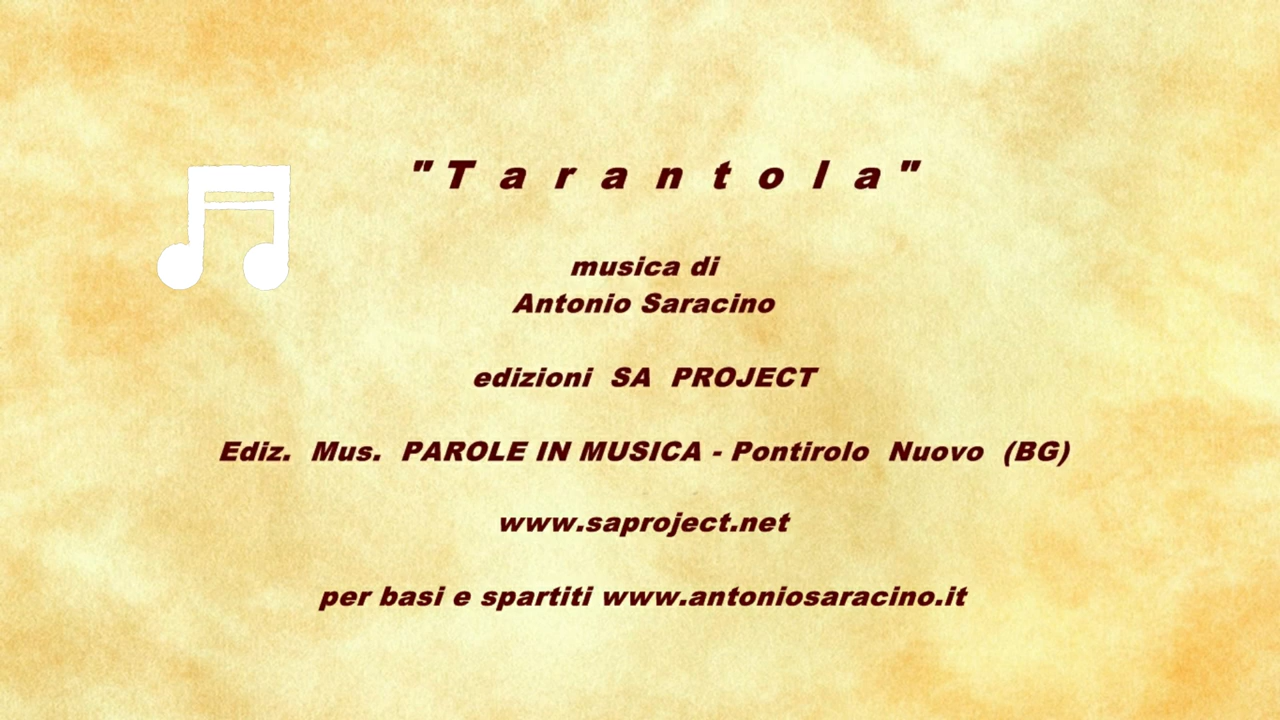 "Tarantola"
musica di
Antonio Saracino
edizioni SA PROJECT
Ediz. Mus. PAROLE IN MUSICA - Pontirolo Nuovo (BG)
www.saproject.net
per basi e spartiti www.antoniosaracino.it